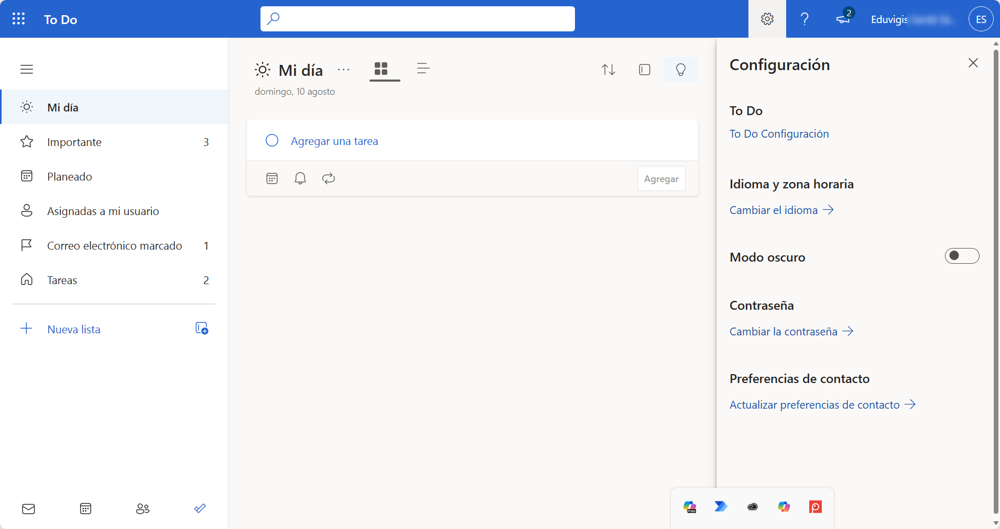 To Do
2
Eduvigis
ES
Mi día
Importante 3
Planeado
Asignadas a mi usuario
Correo electrónico marcado 1
Tareas 2
Nueva lista
Mi día
domingo, 10 agosto
Agregar una tarea
Agregar
Configuración
To Do
To Do Configuración
Idioma y zona horaria
Cambiar el idioma
Modo oscuro
Contraseña
Cambiar la contraseña
Preferencias de contacto
Actualizar preferencias de contacto
M365